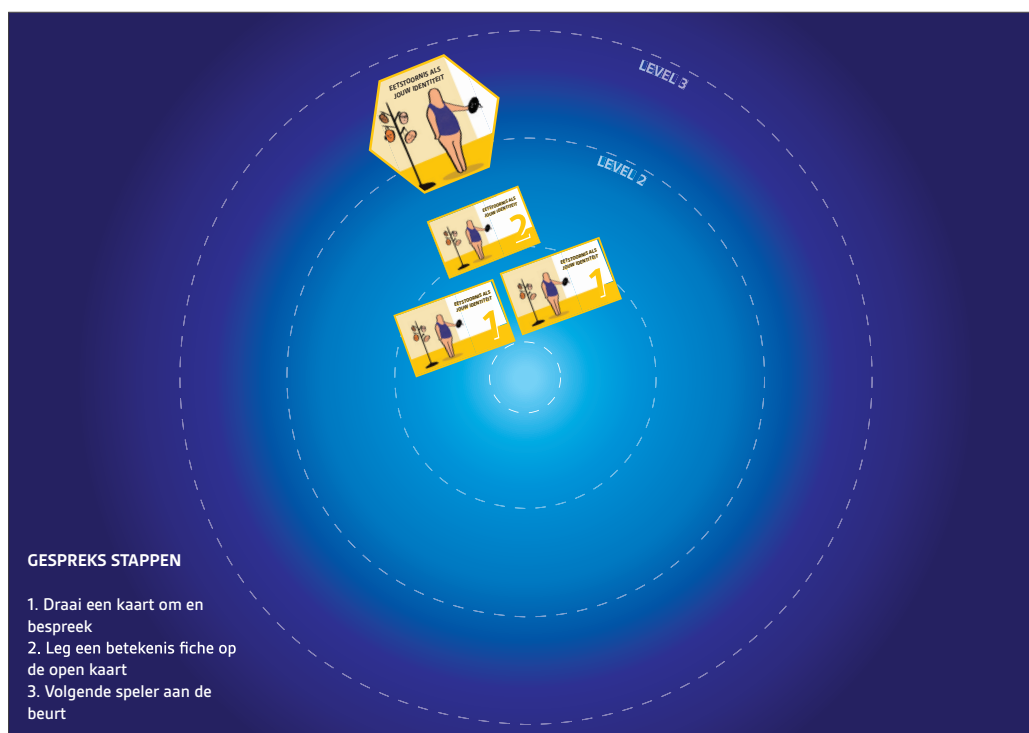 LEVEL 3
EETSTOORNIS ALS
JOUW IDENTITEIT
LEVEL 2
EETSTOORNIS ALS
JOUW IDENTITEIT
2
EETSTOORNIS ALS
JOUW IDENTITEIT
1
EETSTOORNIS ALS
JOUW IDENTITEIT
1
GESPREKS STAPPEN
1. Draai een kaart om en
bespreek
2. Leg een betekenis fiche op
de open kaart
3. Volgende speler aan de
beurt